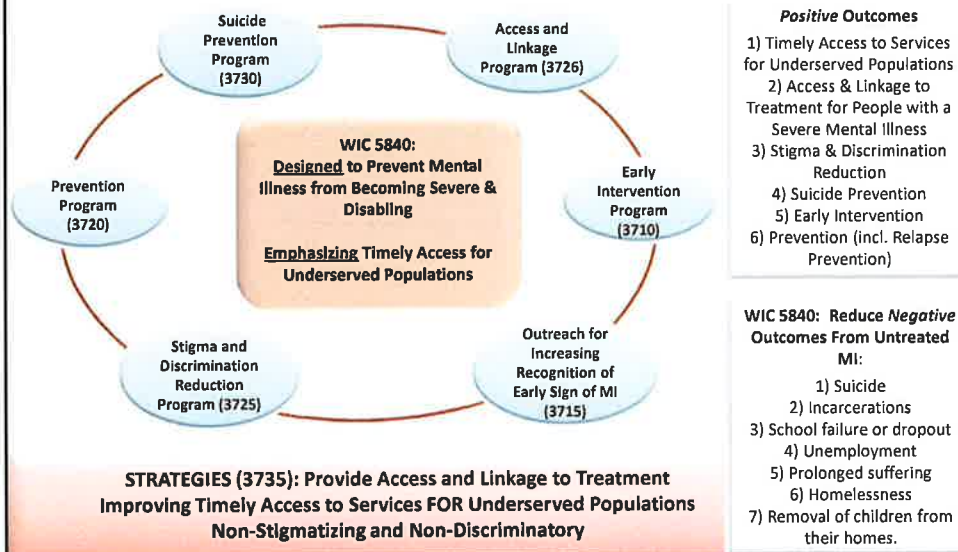 Suicide
Prevention
Program
(3730)
Access and
Linkage
Program (3726)
Prevention
Program
(3720)
WIC 5840:
Designed to Prevent Mental
Illness from Becoming Severe &
Disabling
Emphasizing Timely Access for
Underserved Populations
Early
Intervention
Program
(3710)
Stigma and
Discrimination
Reduction
Program (3725)
Outreach for
Increasing
Recognition of
Early Sign of MI
(3715)
STRATEGIES (3735): Provide Access and Linkage to Treatment
Improving Timely Access to Services FOR Underserved Populations
Non-Stigmatizing and Non-Discriminatory
Positive Outcomes
1) Timely Access to Services
for Underserved Populations
2) Access & Linkage to
Treatment for People with a
Severe Mental Illness
3) Stigma & Discrimination
Reduction
4) Suicide Prevention
5) Early Intervention
6) Prevention (incl. Relapse
Prevention)
WIC 5840: Reduce Negative
Outcomes From Untreated
MI:
1) Suicide
2) Incarcerations
3) School failure or dropout
4) Unemployment
5) Prolonged suffering
6) Homelessness
7) Removal of children from
their homes.